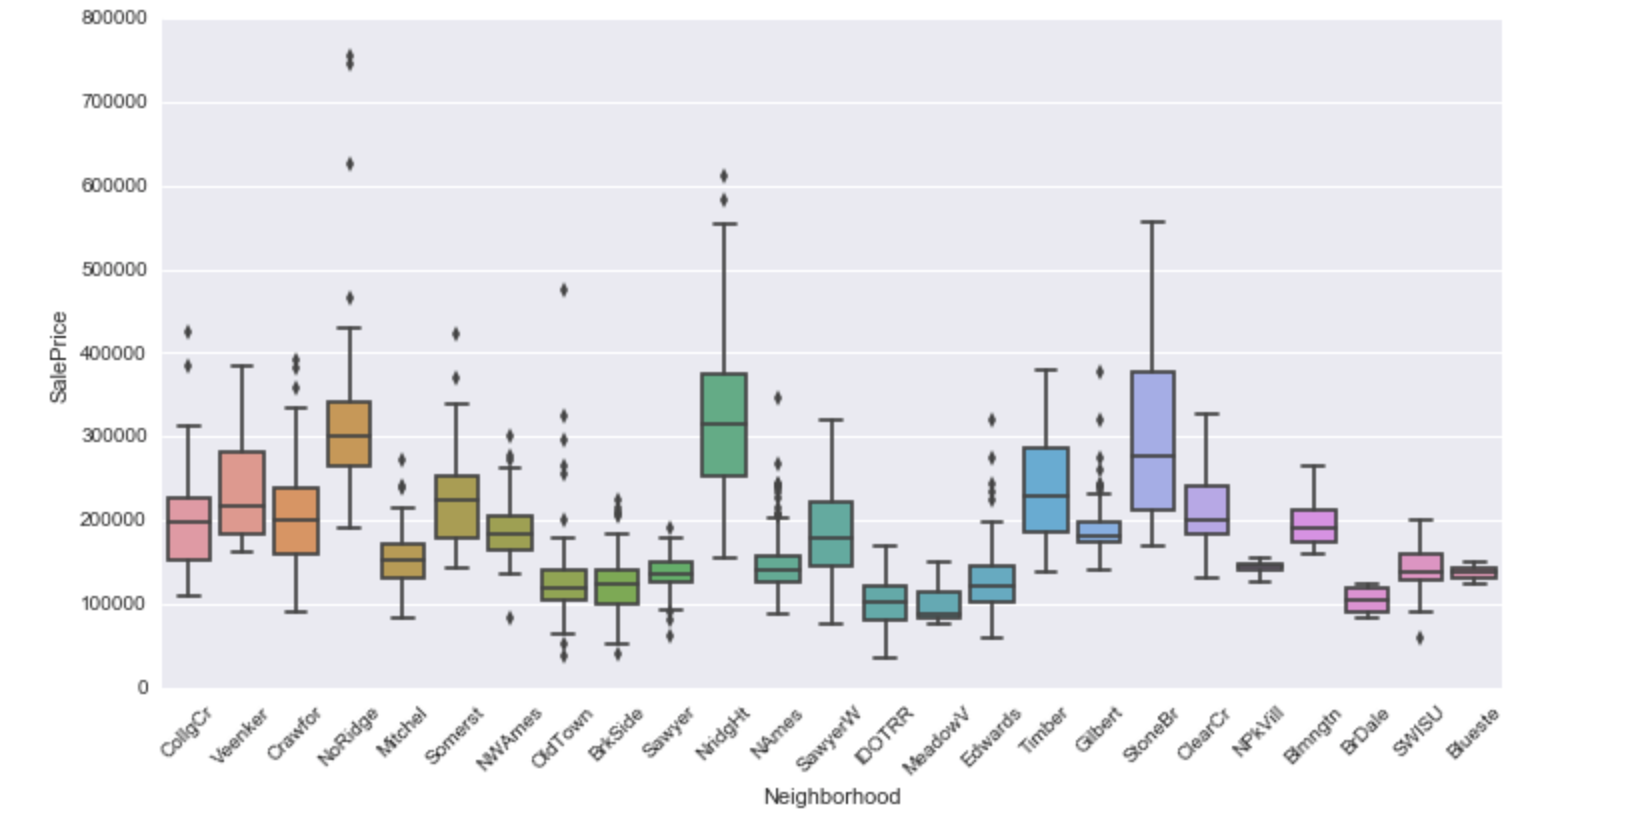 800000
700000
600000
500000
400000
300000
200000
100000
0
SalePrice
CollgCr
Veenker
Crawfor
NoRidge
Mitchel
Somerst
NWAmes
OldTown
BrkSide
Sawyer
NridgHt
NAmes
SawyerW
IDOTRR
MeadowV
Edwards
Timber
Gilbert
StoneBr
ClearCr
NPkVill
Blmngtn
BrDale
SWISU
Blueste
Neighborhood